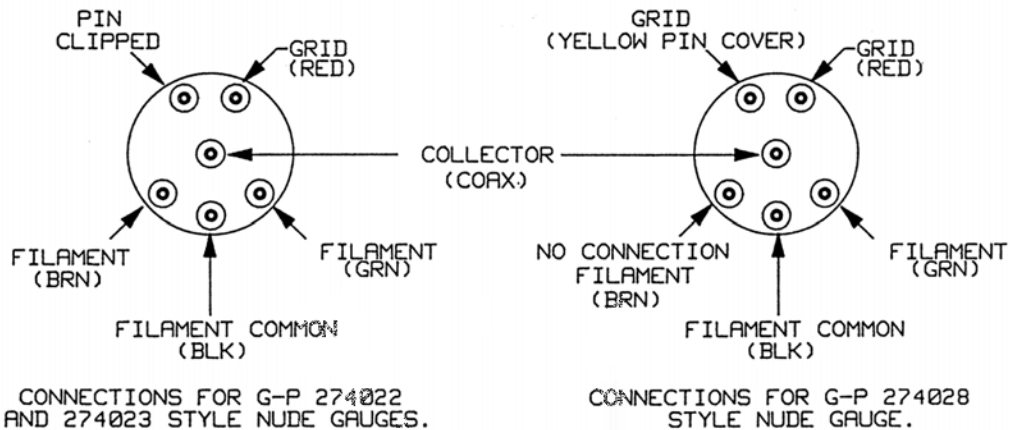 PIN
CLIPPED
GRID
(RED)
GRID
(YELLOW PIN COVER)
GRID
(RED)
COLLECTOR
(COAX.)
FILAMENT
(BRN)
FILAMENT
(GRN)
FILAMENT COMMON
(BLK)
NO CONNECTION
FILAMENT
(BRN)
FILAMENT
(GRN)
FILAMENT COMMON
(BLK)
CONNECTIONS FOR G-P 274022
AND 274023 STYLE NUDE GAUGES.
CONNECTIONS FOR G-P 274028
STYLE NUDE GAUGE.